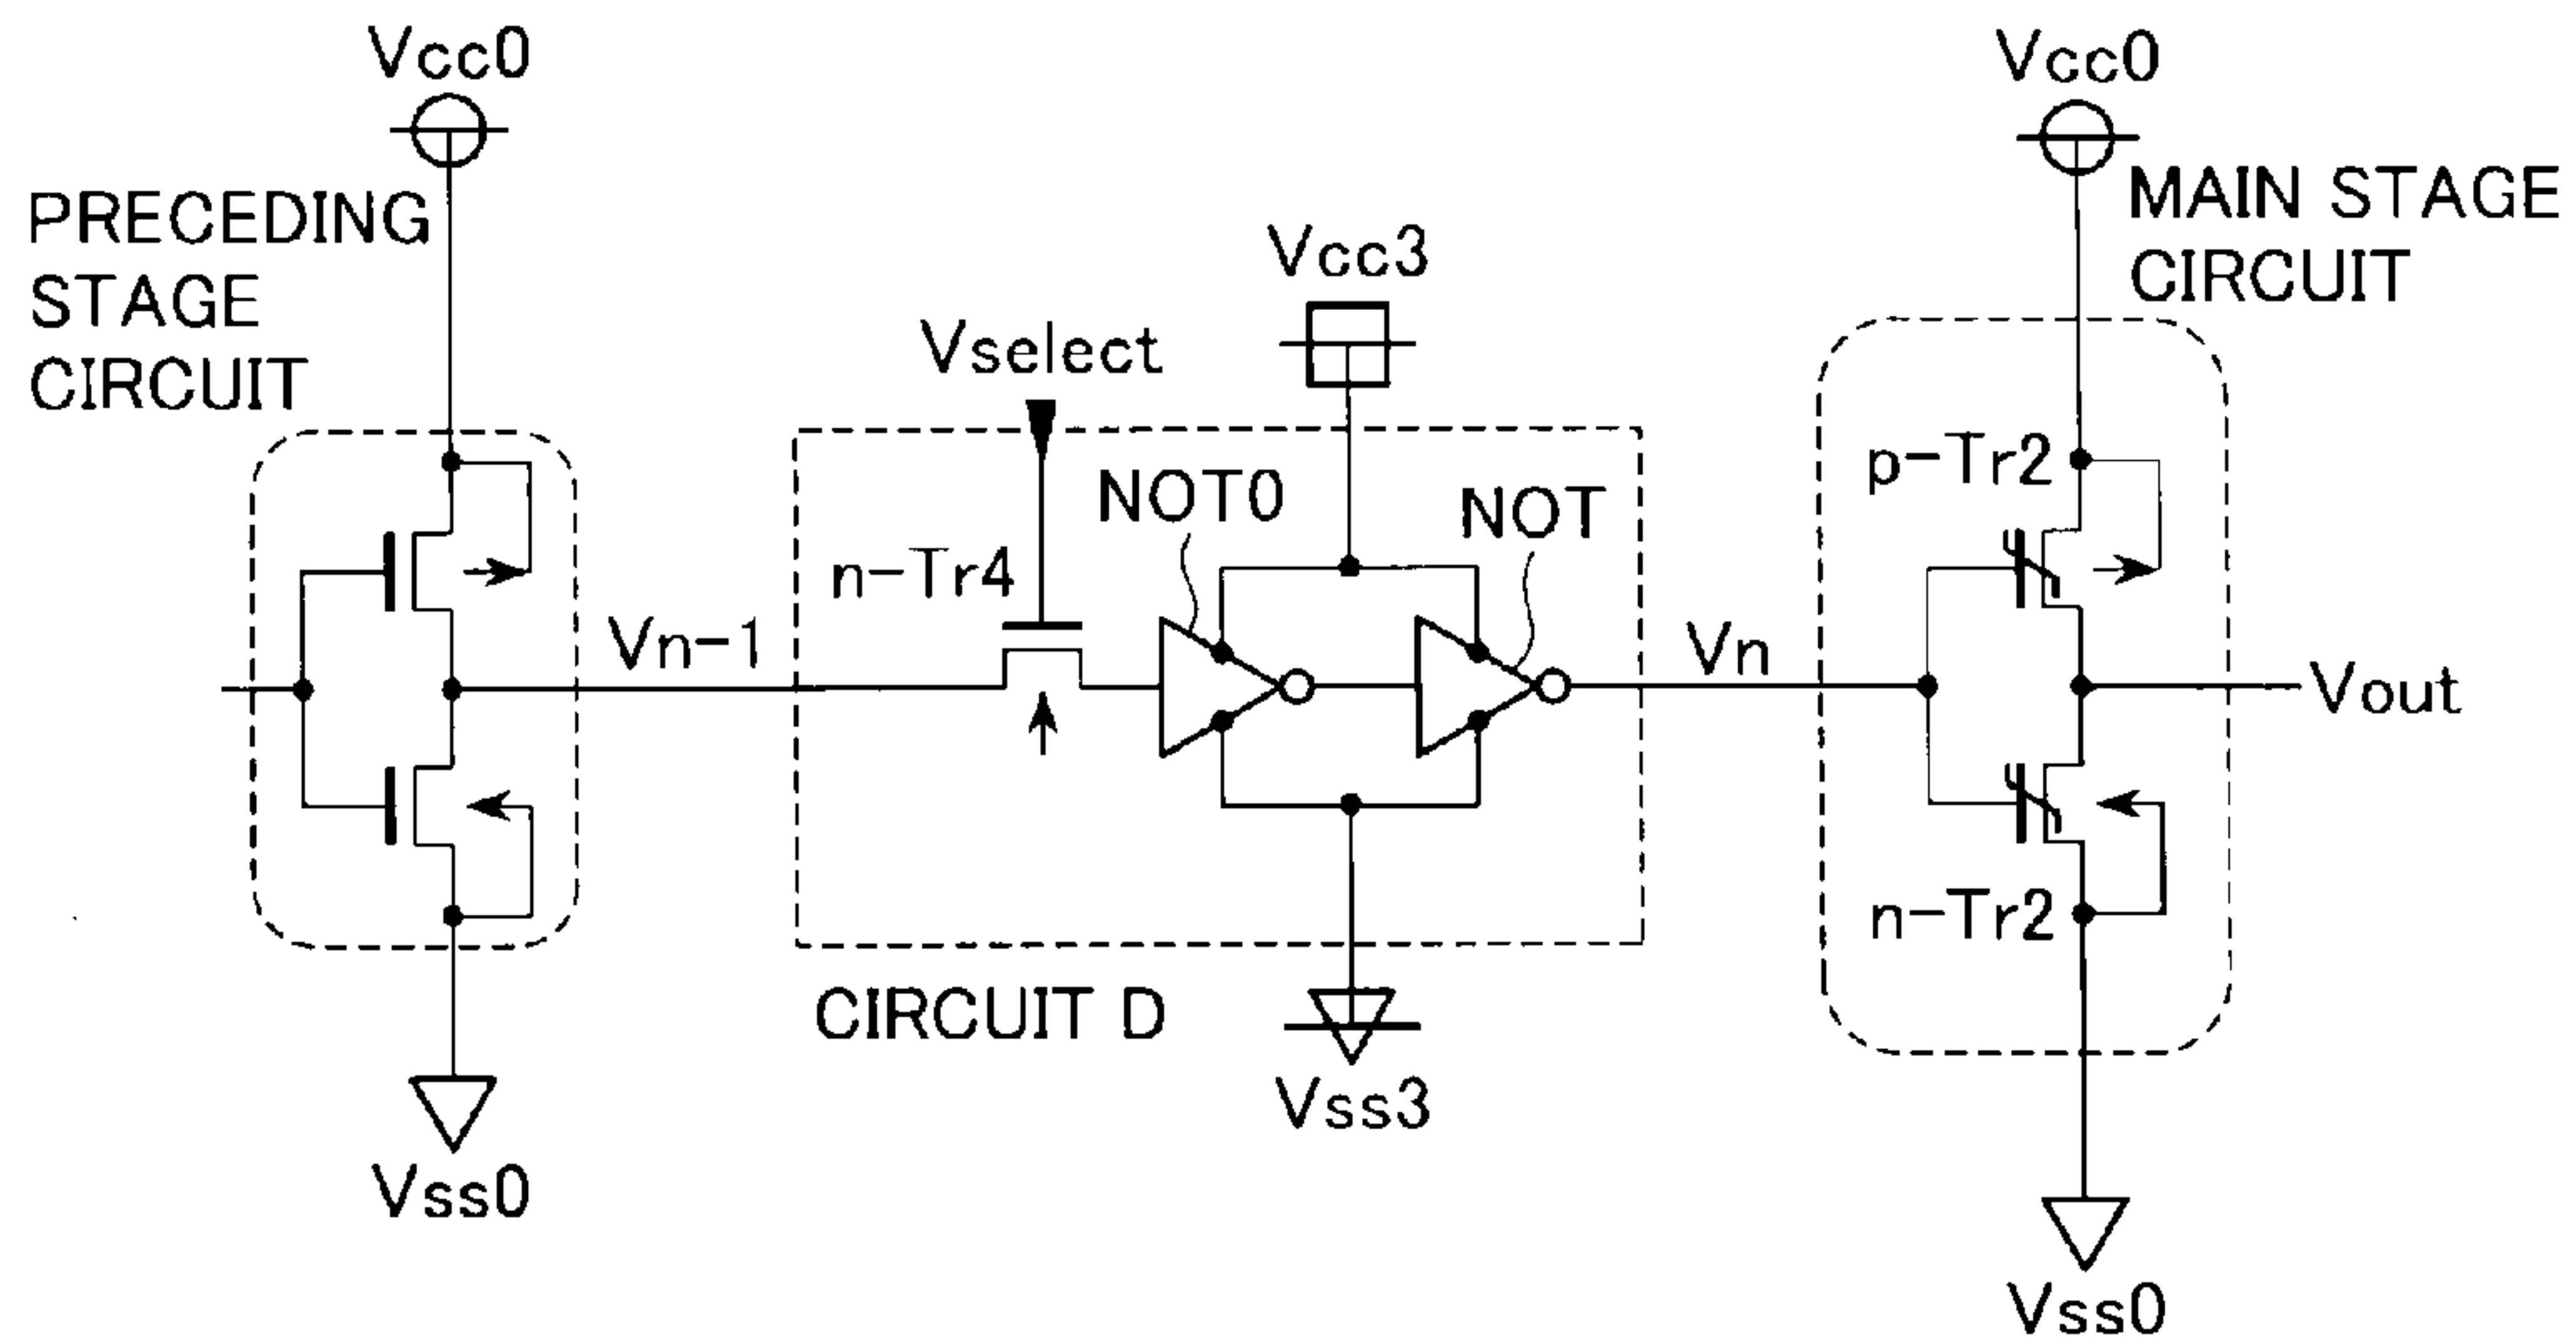 Vcc0
Vcc0
PRECEDING
STAGE
CIRCUIT
MAIN STAGE
CIRCUIT
Vcc3
Vselect
p-Tr2
NOT0
NOT
n-Tr4
Vn-1
Vn
Vout
n-Tr2
CIRCUIT D
Vss3
Vss0
Vss0